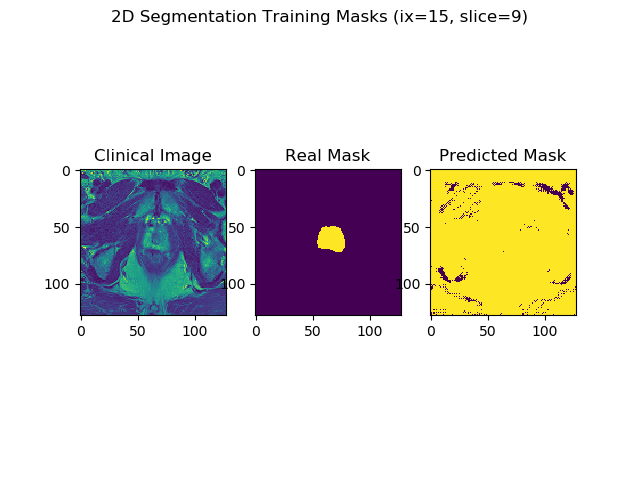 2D Segmentation Training Masks (ix=15, slice=9)
Clinical Image Real Mask Predicted Mask
0 0 0
50 50 50
100 100 100
0 50 100 0 50 100 0 50 100